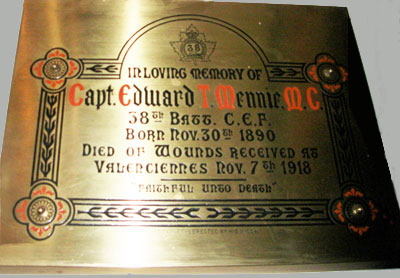 38
IN LOVING MEMORY OF
Capt. Edward T. Mennie, M.C.
38th Batt. C.E.F.
Born Nov. 30th 1890
Died of Wounds received at
Valenciennes Nov. 7th 1918
"Faithful unto Death"